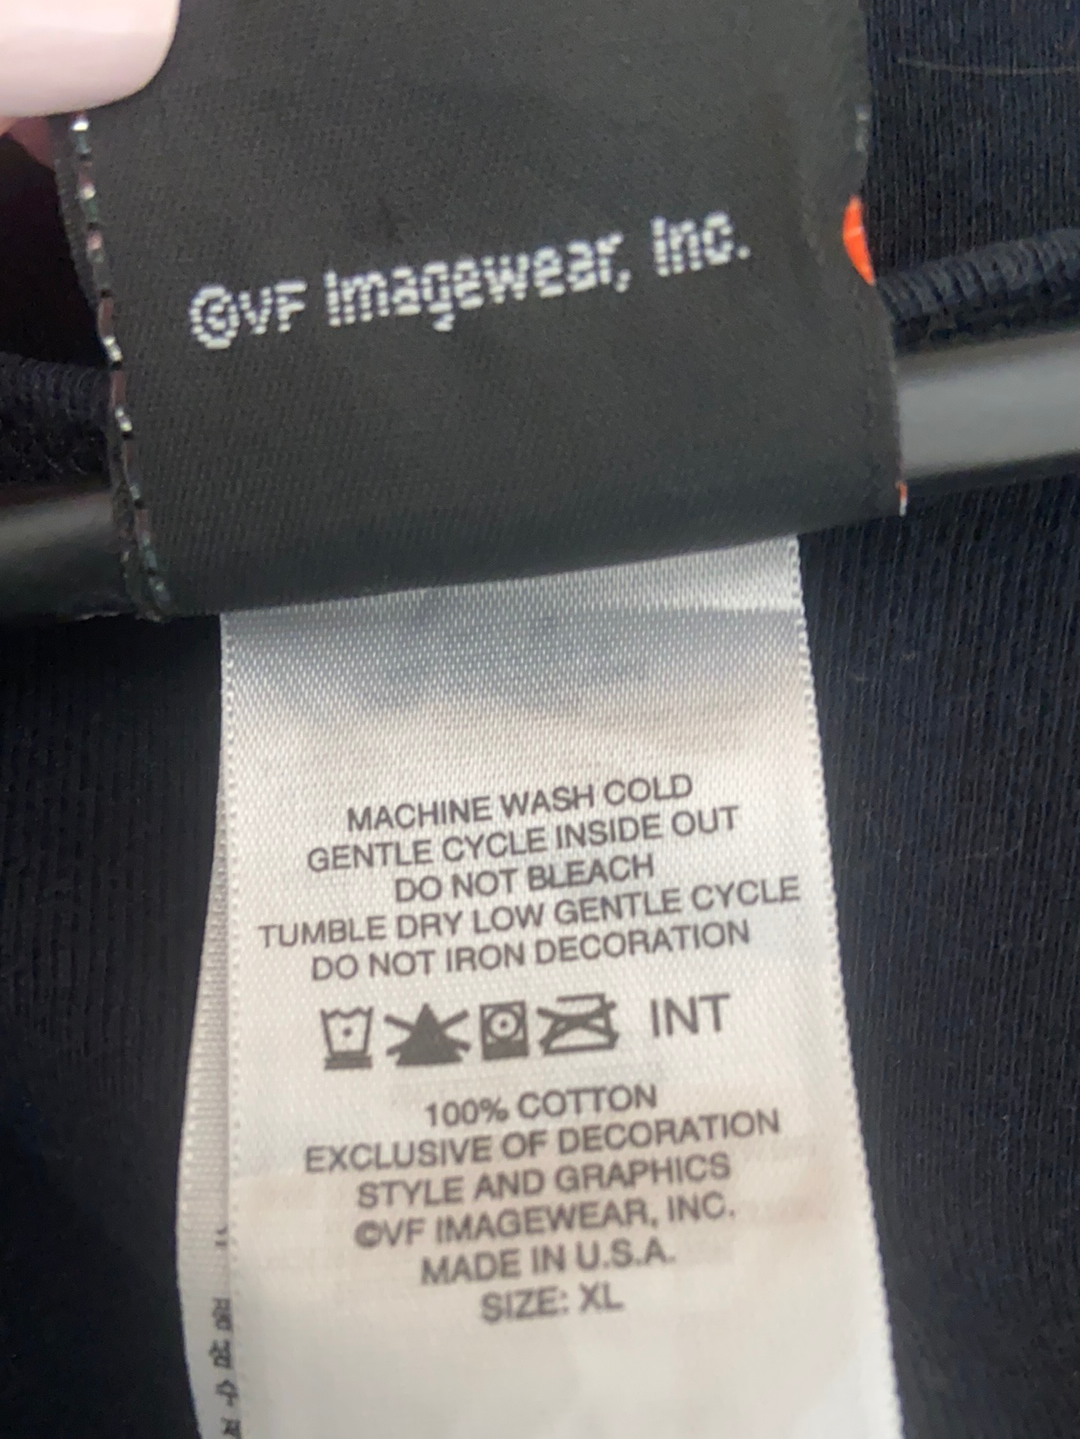 ©VF Imagewear, Inc.
MACHINE WASH COLD
GENTLE CYCLE INSIDE OUT
DO NOT BLEACH
TUMBLE DRY LOW GENTLE CYCLE
DO NOT IRON DECORATION
INT
100% COTTON
EXCLUSIVE OF DECORATION
STYLE AND GRAPHICS
©VF IMAGEWEAR, INC.
MADE IN U.S.A.
SIZE: XL